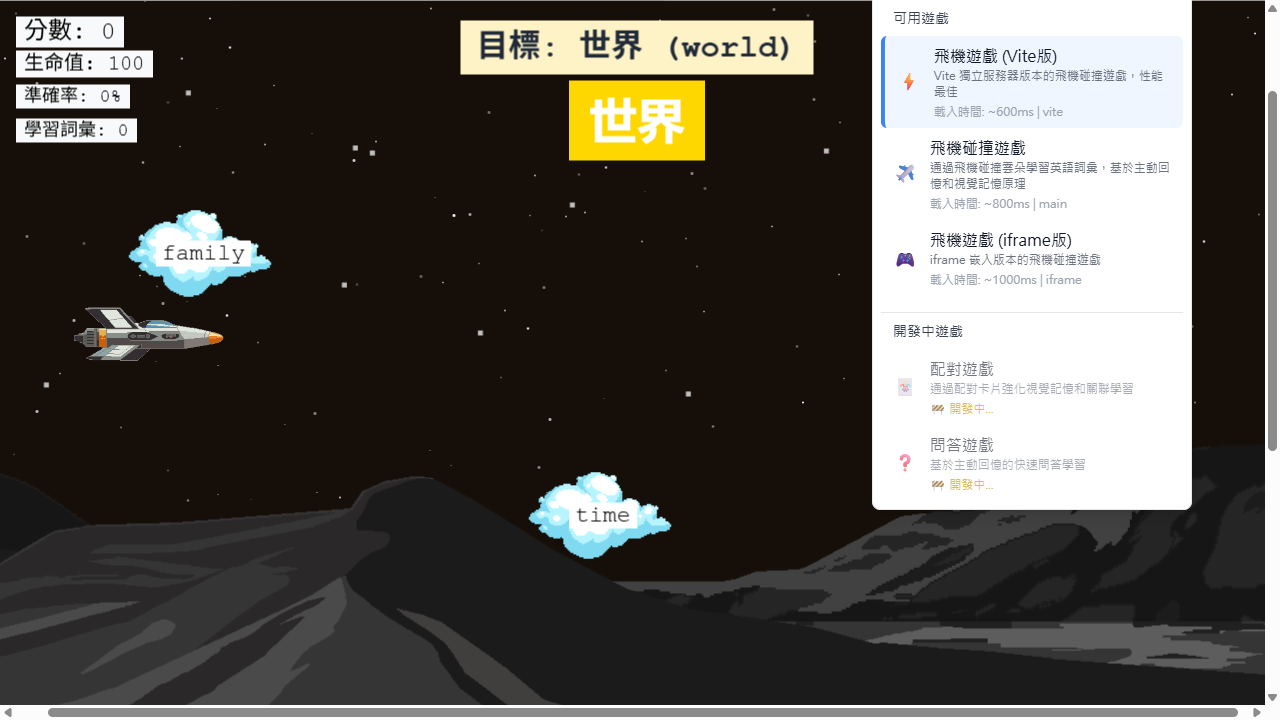 分數: 0
生命值: 100
準確率: 0%
學習詞彙: 0
目標: 世界 (world)
世界
family
time
可用遊戲
飛機遊戲 (Vite版)
Vite 獨立服務器版本的飛機碰撞遊戲，性能
最佳
載入時間: ~600ms | vite
飛機碰撞遊戲
通過飛機碰撞雲朵學習英語詞彙，基於主動回
憶和視覺記憶原理
載入時間: ~800ms | main
飛機遊戲 (iframe版)
iframe 嵌入版本的飛機碰撞遊戲
載入時間: ~1000ms | iframe
開發中遊戲
配對遊戲
通過配對卡片強化視覺記憶和關聯學習
開發中...
問答遊戲
基於主動回憶的快速問答學習
開發中...